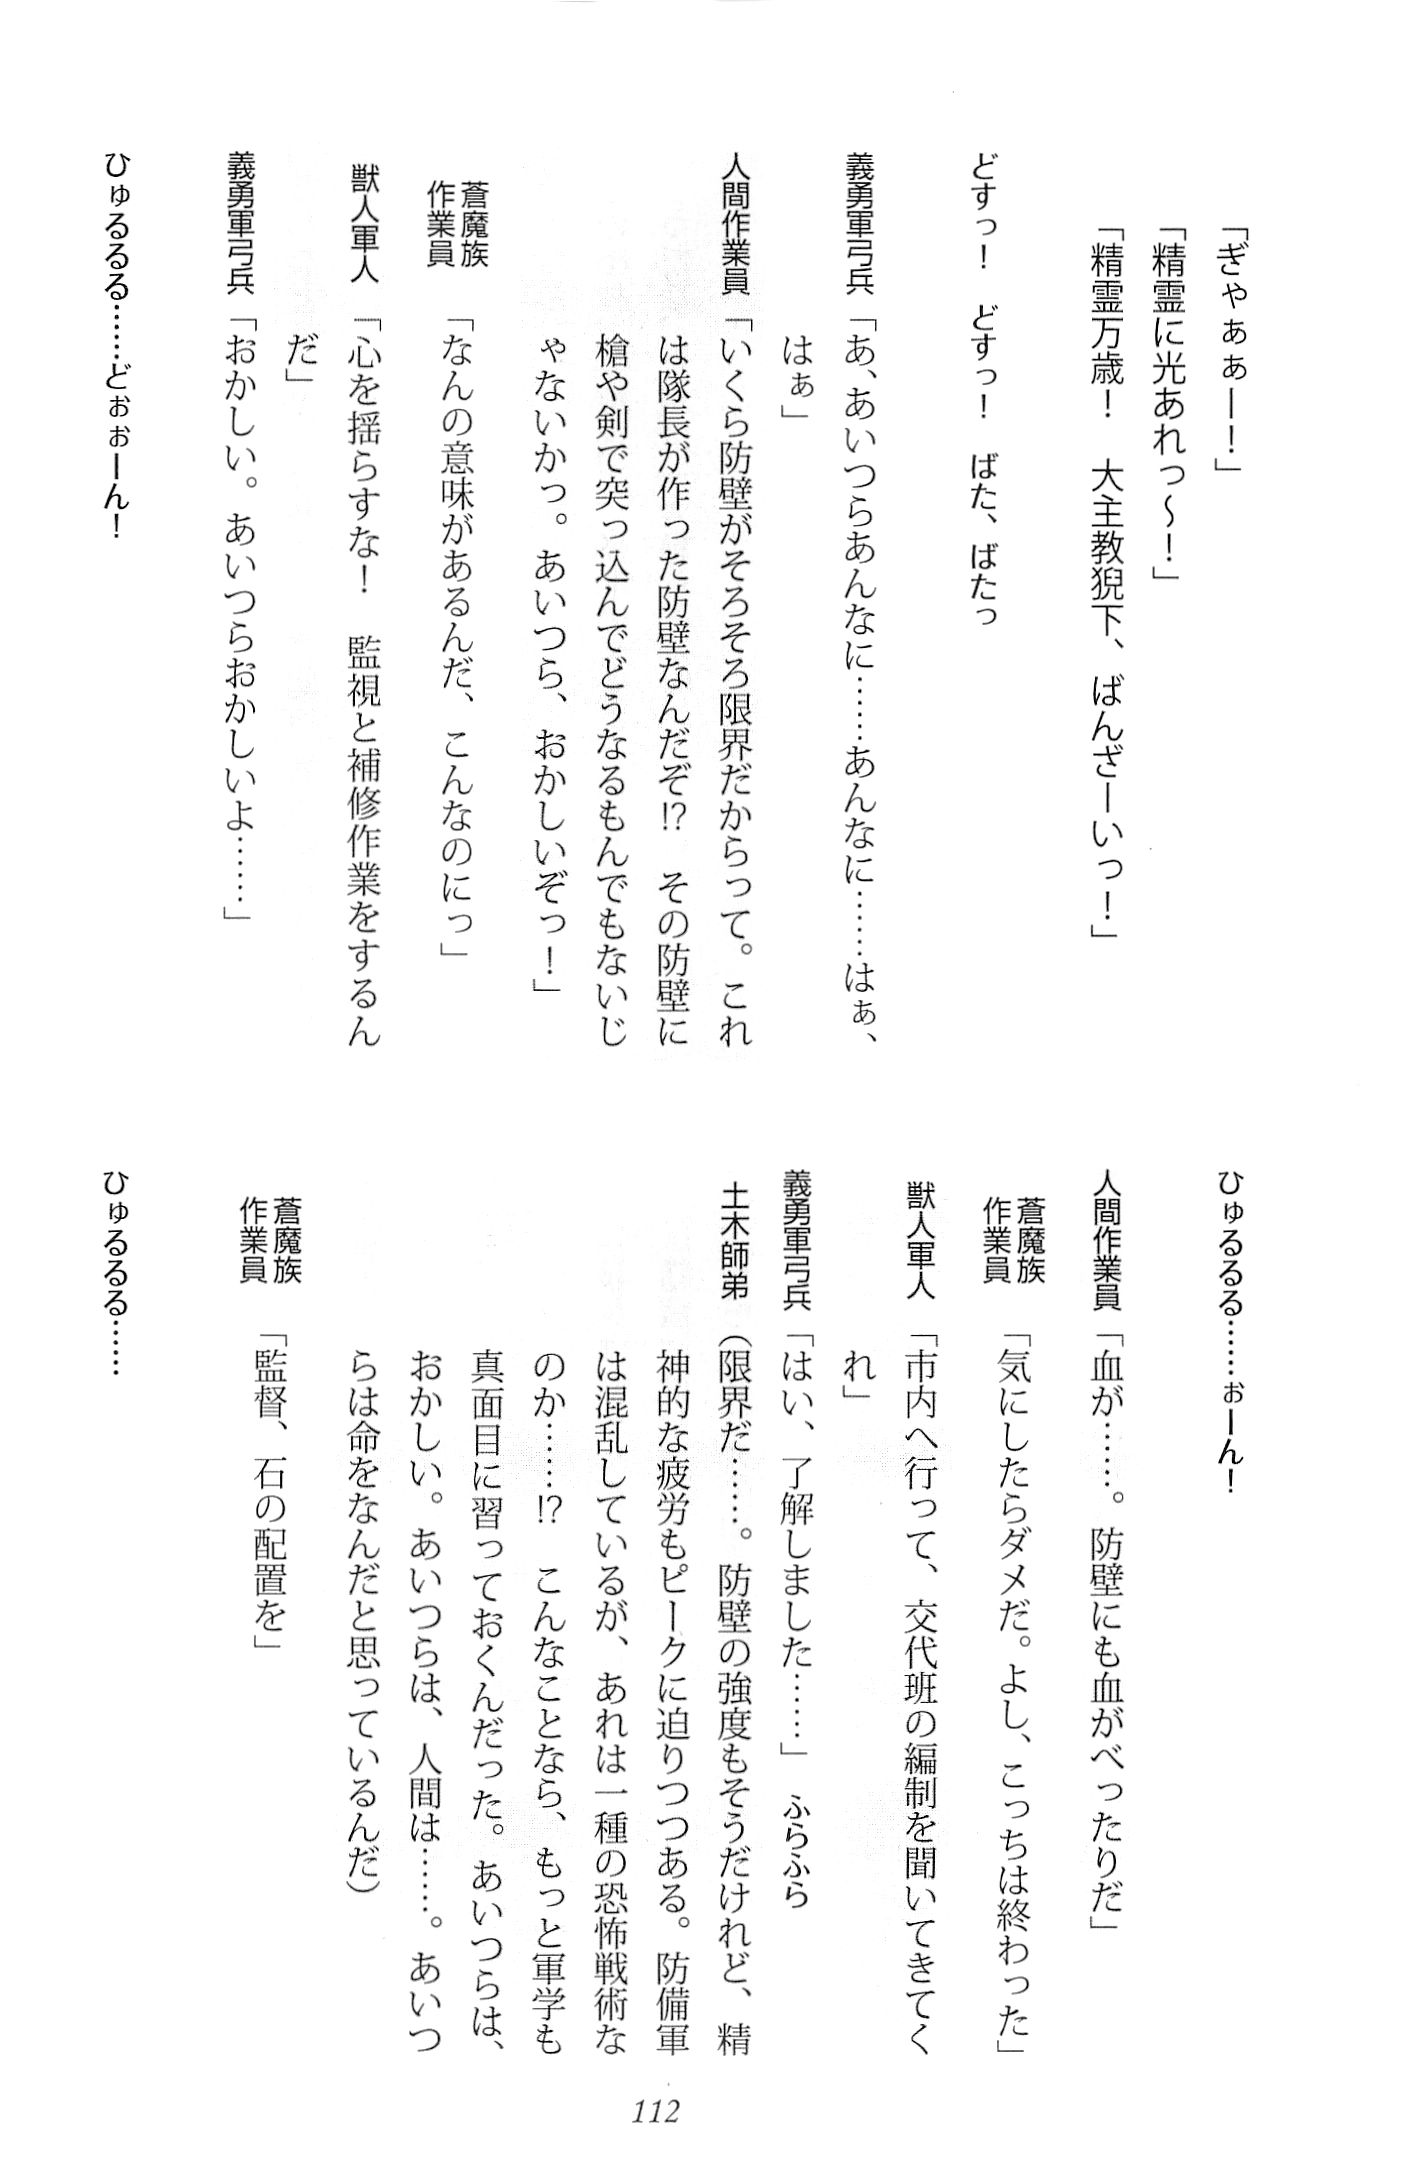 「ぎゃぁぁーー！」
「精霊に光あれっ〜！」
「精霊万歳！　大主教猊下、ばんざーいっ！」
どすっ！　どすっ！　ばた、ばたっ
義勇軍弓兵「あ、あいつらあんなに……あんなに……はぁ、
はぁ」
人間作業員「いくら防壁がそろそろ限界だからって。これ
は隊長が作った防壁なんだぞ!?　その防壁に
槍や剣で突っ込んでどうなるもんでもないじ
ゃないかっ。あいつら、おかしいぞっ！」
蒼魔族
作業員「なんの意味があるんだ、こんなのにっ」
獣人軍人「心を揺らすな！　監視と補修作業をするん
だ」
義勇軍弓兵「おかしい。あいつらおかしいよ……」
ひゅるるる……どぉぉーん！
ひゅるるる……ぉーん！
人間作業員「血が……。防壁にも血がべったりだ」
蒼魔族
作業員「気にしたらダメだ。よし、こっちは終わった」
獣人軍人「市内へ行って、交代班の編制を聞いてきてく
れ」
義勇軍弓兵「はい、了解しました……」　ふらふら
土木師弟（限界だ……。防壁の強度もそうだけれど、精
神的な疲労もピークに迫りつつある。防備軍
は混乱しているが、あれは一種の恐怖戦術な
のか……!?　こんなことなら、もっと軍学も
真面目に習っておくんだった。あいつらは、
おかしい。あいつらは、人間は……。あいつ
らは命をなんだと思っているんだ）
蒼魔族
作業員「監督、石の配置を」
ひゅるるる……
112